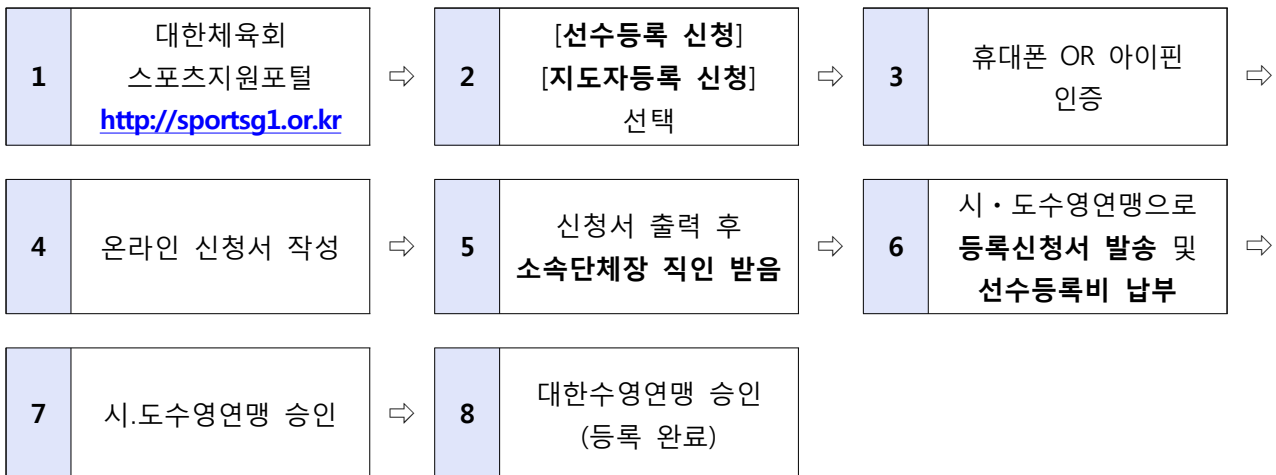 1
대한체육회
스포츠지원포털
http://sportsg1.or.kr
⇨
2
[선수등록 신청]
[지도자등록 신청]
선택
⇨
3
휴대폰 OR 아이핀
인증
⇨
4
온라인 신청서 작성
⇨
5
신청서 출력 후
소속단체장 직인 받음
⇨
6
시·도수영연맹으로
등록신청서 발송 및
선수등록비 납부
⇨
7
시.도수영연맹 승인
⇨
8
대한수영연맹 승인
(등록 완료)